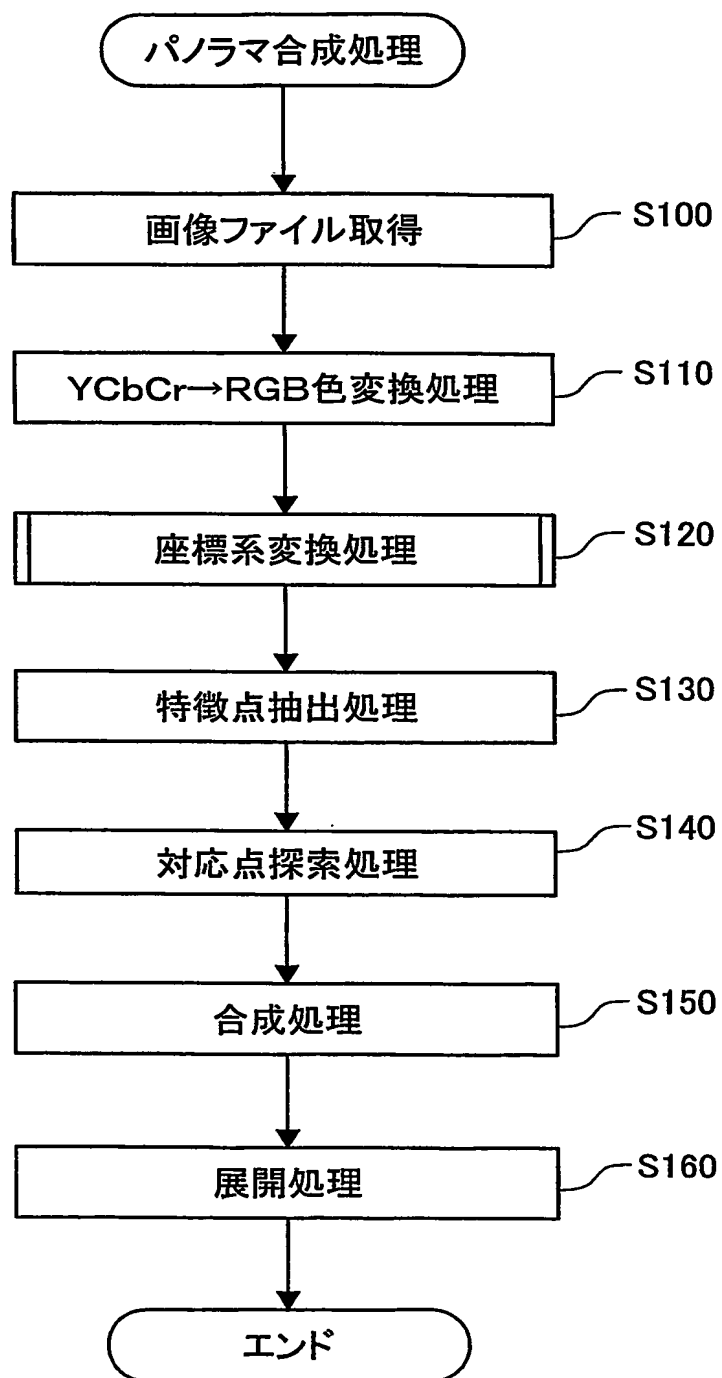 パノラマ合成処理
画像ファイル取得
S100
YCbCr→RGB色変換処理
S110
座標系変換処理
S120
特徴点抽出処理
S130
対応点探索処理
S140
合成処理
S150
展開処理
S160
エンド